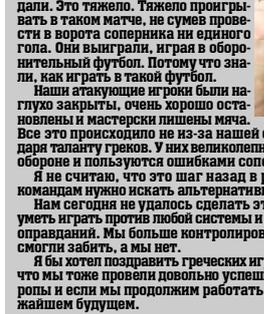 дали. Это тяжело. Тяжело проигры-
вать в таком матче, не сумев прове-
сти в ворота соперника ни единого
гола. Они выиграли, играя в оборо-
нительный футбол. Потому что зна-
ли, как играть в такой футбол.
Наши атакующие игроки были на-
глухо закрыты, очень хорошо оста-
новлены и мастерски лишены мяча.
Все это происходило не из-за нашей
даря таланту греков. У них великолепн
обороне и пользуются ошибками сопе
Я не считаю, что это шаг назад в р
командам нужно искать альтернативн
Нам сегодня не удалось сделать эт
уметь играть против любой системы и
оправданий. Мы больше контролиров
смогли забить, а мы нет.
Я бы хотел поздравить греческих иг
что мы тоже провели довольно успеш
ропы и если мы продолжим работать
жайшем будущем.